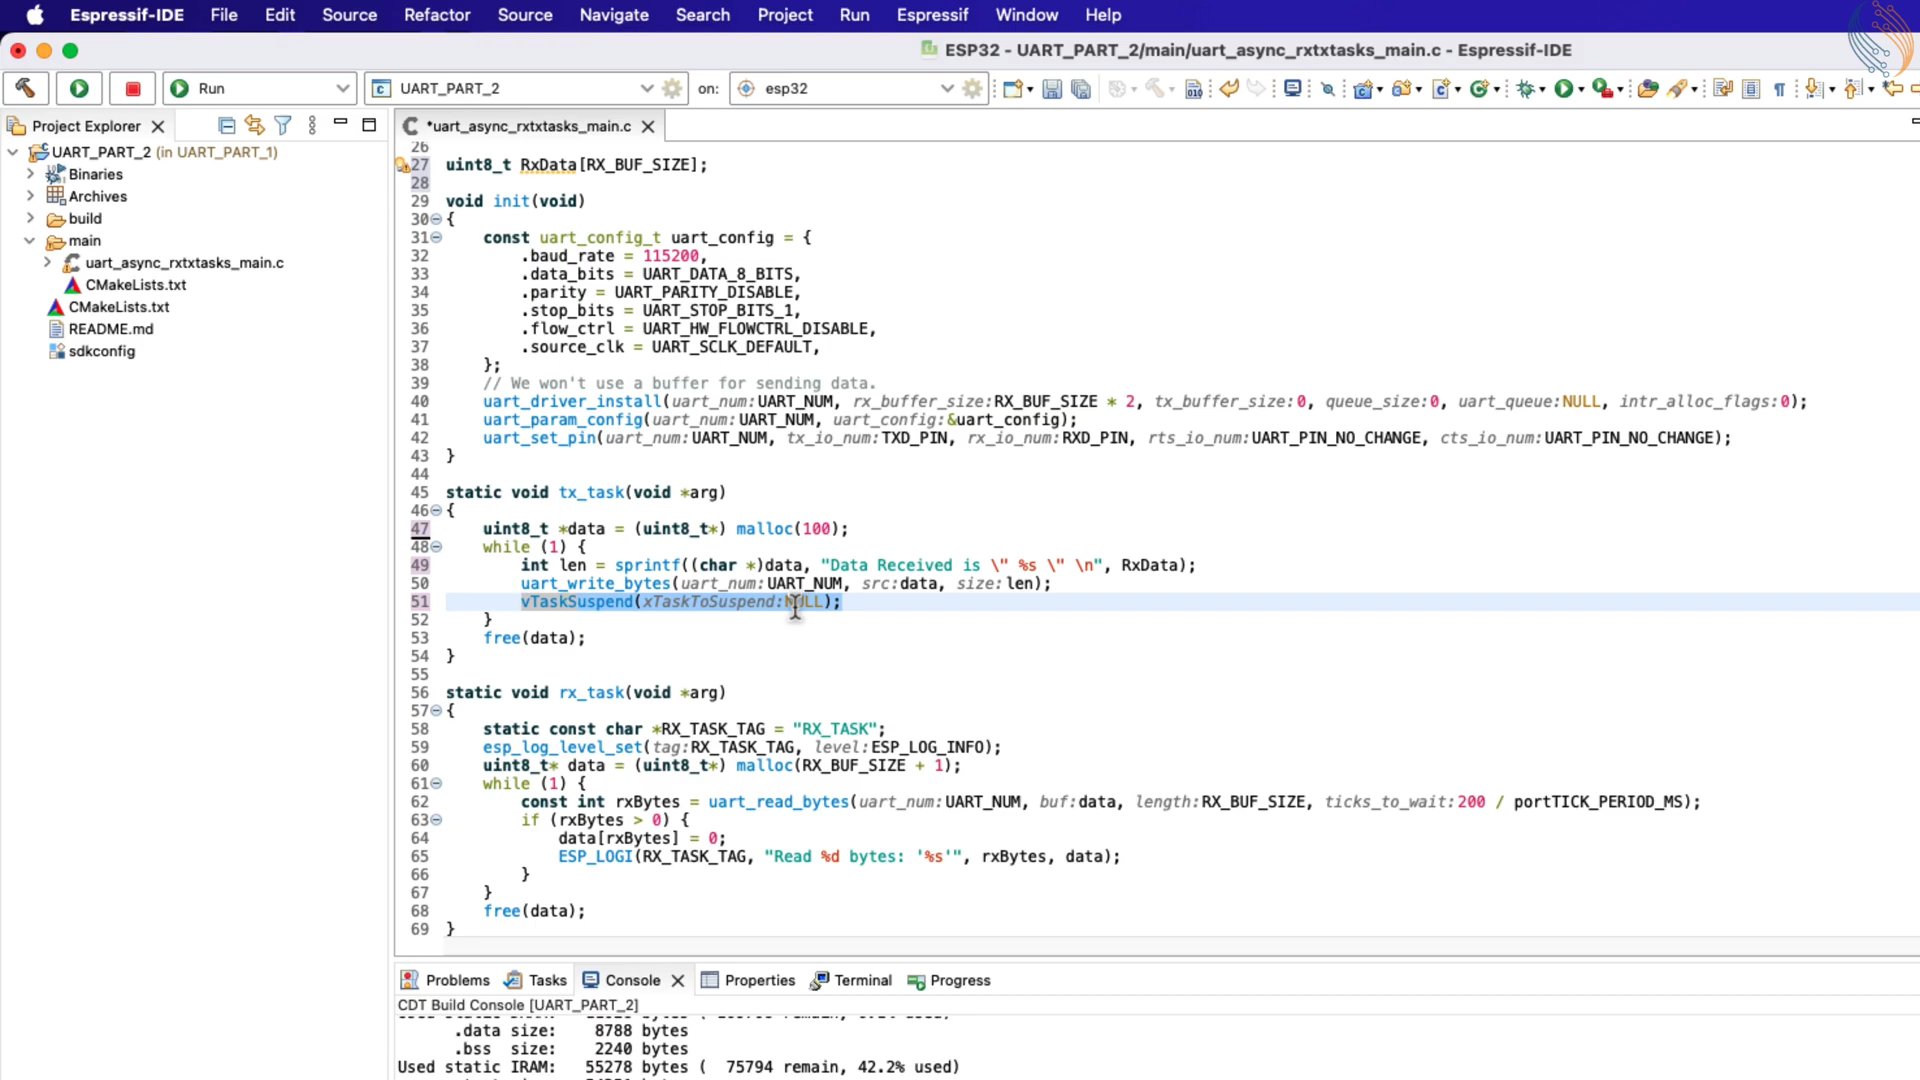 Espressif-IDE File Edit Source Refactor Source Navigate Search Project Run Espressif Window Help
ESP32 - UART_PART_2/main/uart_async_rxtxtasks_main.c - Espressif-IDE
Run UART_PART_2 on: esp32
Project Explorer
UART_PART_2 (in UART_PART_1)
Binaries
Archives
build
main
uart_async_rxtxtasks_main.c
CMakeLists.txt
CMakeLists.txt
README.md
sdkconfig
*uart_async_rxtxtasks_main.c
26
27 uint8_t RxData[RX_BUF_SIZE];
28
29 void init(void)
30 {
31 const uart_config_t uart_config = {
32 .baud_rate = 115200,
33 .data_bits = UART_DATA_8_BITS,
34 .parity = UART_PARITY_DISABLE,
35 .stop_bits = UART_STOP_BITS_1,
36 .flow_ctrl = UART_HW_FLOWCTRL_DISABLE,
37 .source_clk = UART_SCLK_DEFAULT,
38 };
39 // We won't use a buffer for sending data.
40 uart_driver_install(uart_num:UART_NUM, rx_buffer_size:RX_BUF_SIZE * 2, tx_buffer_size:0, queue_size:0, uart_queue:NULL, intr_alloc_flags:0);
41 uart_param_config(uart_num:UART_NUM, uart_config:&uart_config);
42 uart_set_pin(uart_num:UART_NUM, tx_io_num:TXD_PIN, rx_io_num:RXD_PIN, rts_io_num:UART_PIN_NO_CHANGE, cts_io_num:UART_PIN_NO_CHANGE);
43 }
44
45 static void tx_task(void *arg)
46 {
47 uint8_t *data = (uint8_t*) malloc(100);
48 while (1) {
49 int len = sprintf((char *)data, "Data Received is \" %s \" \n", RxData);
50 uart_write_bytes(uart_num:UART_NUM, src:data, size:len);
51 vTaskSuspend(xTaskToSuspend:NULL);
52 }
53 free(data);
54 }
55
56 static void rx_task(void *arg)
57 {
58 static const char *RX_TASK_TAG = "RX_TASK";
59 esp_log_level_set(tag:RX_TASK_TAG, level:ESP_LOG_INFO);
60 uint8_t* data = (uint8_t*) malloc(RX_BUF_SIZE + 1);
61 while (1) {
62 const int rxBytes = uart_read_bytes(uart_num:UART_NUM, buf:data, length:RX_BUF_SIZE, ticks_to_wait:200 / portTICK_PERIOD_MS);
63 if (rxBytes > 0) {
64 data[rxBytes] = 0;
65 ESP_LOGI(RX_TASK_TAG, "Read %d bytes: '%s'", rxBytes, data);
66 }
67 }
68 free(data);
69 }
Problems Tasks Console Properties Terminal Progress
CDT Build Console [UART_PART_2]
.data size: 8788 bytes
.bss size: 2240 bytes
Used static IRAM: 55278 bytes ( 75794 remain, 42.2% used)